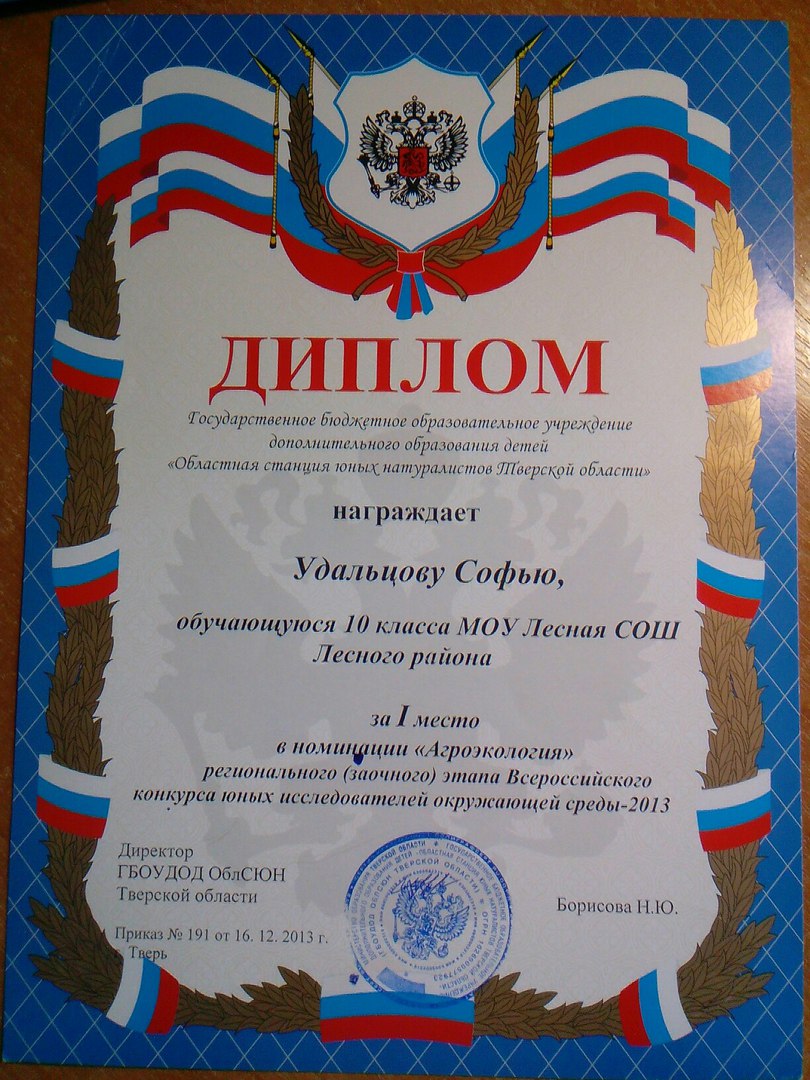 ДИПЛОМ
Государственное бюджетное образовательное учреждение
дополнительного образования детей
«Областная станция юных натуралистов Тверской области»
награждает
Удальцову Софью,
обучающуюся 10 класса МОУ Лесная СОШ
Лесного района
за I место
в номинации «Агроэкология»
регионального (заочного) этапа Всероссийского
конкурса юных исследователей окружающей среды-2013
Директор
ГБОУДОД ОблСЮН
Тверской области
Борисова Н.Ю.
Приказ № 191 от 16. 12. 2013 г.
г. Тверь